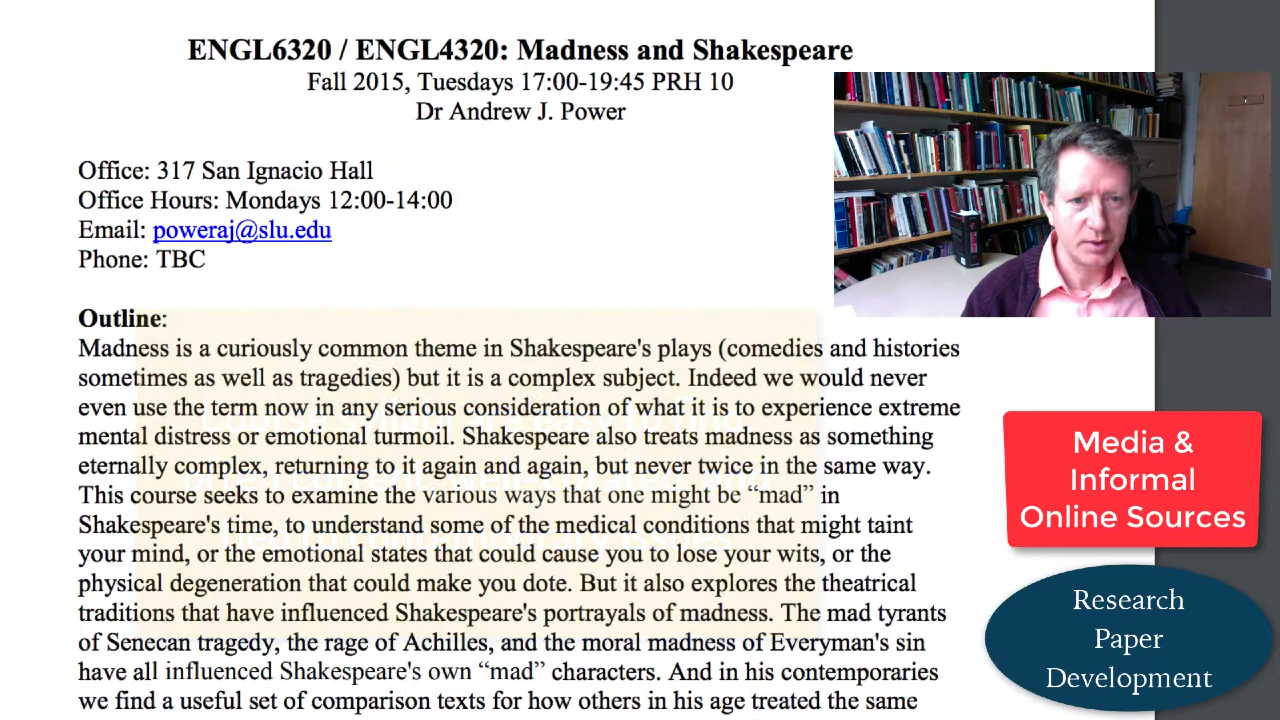 ENGL6320 / ENGL4320: Madness and Shakespeare
Fall 2015, Tuesdays 17:00-19:45 PRH 10
Dr Andrew J. Power
Office: 317 San Ignacio Hall
Office Hours: Mondays 12:00-14:00
Email: poweraj@slu.edu
Phone: TBC
Outline:
Madness is a curiously common theme in Shakespeare's plays (comedies and histories
sometimes as well as tragedies) but it is a complex subject. Indeed we would never
even use the term now in any serious consideration of what it is to experience extreme
mental distress or emotional turmoil. Shakespeare also treats madness as something
eternally complex, returning to it again and again, but never twice in the same way.
This course seeks to examine the various ways that one might be “mad” in
Shakespeare's time, to understand some of the medical conditions that might taint
your mind, or the emotional states that could cause you to lose your wits, or the
physical degeneration that could make you dote. But it also explores the theatrical
traditions that have influenced Shakespeare's portrayals of madness. The mad tyrants
of Senecan tragedy, the rage of Achilles, and the moral madness of Everyman's sin
have all influenced Shakespeare's own “mad” characters. And in his contemporaries
we find a useful set of comparison texts for how others in his age treated the same
Media &
Informal
Online Sources
Research
Paper
Development